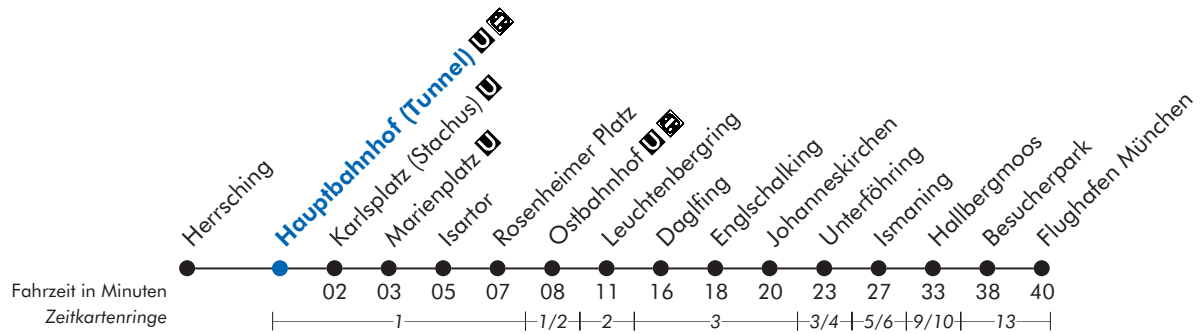 Herrsching
Hauptbahnhof (Tunnel) U
Karlsplatz (Stachus) U
Marienplatz U
Isartor
Rosenheimer Platz
Ostbahnhof U
Leuchtenbergring
Daglfing
Englschalking
Johanneskirchen
Unterföhring
Ismaning
Hallbergmoos
Besucherpark
Flughafen München
Fahrzeit in Minuten 02 03 05 07 08 11 16 18 20 23 27 33 38 40
Zeitkartenringe 1 1/2 2 3 3/4 5/6 9/10 13